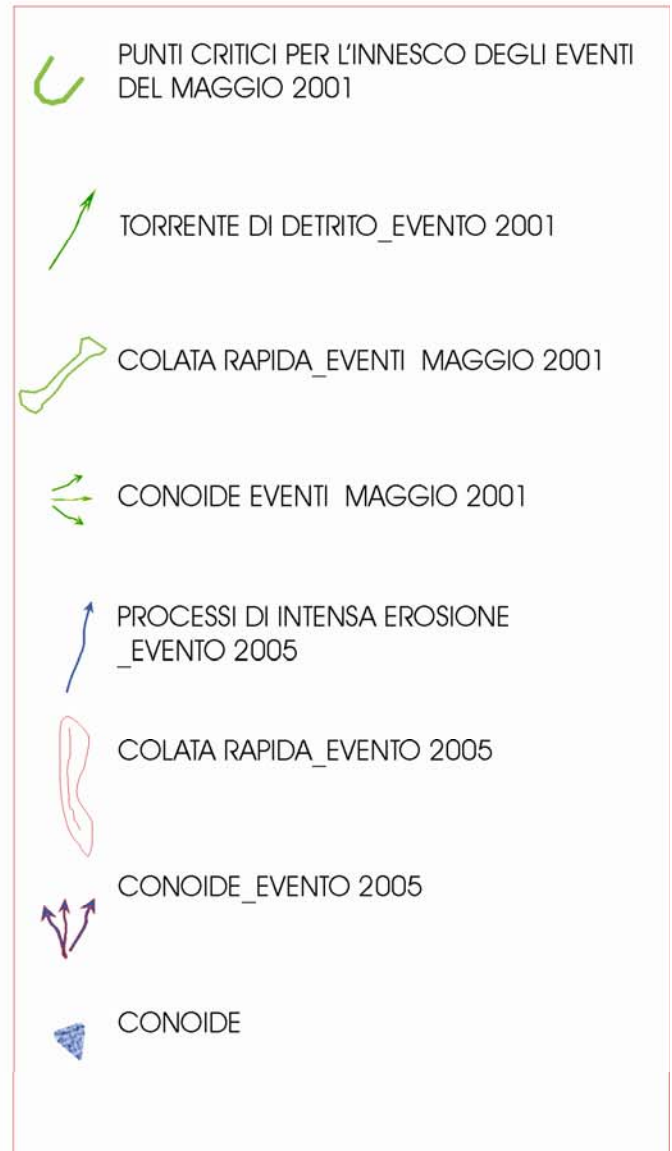 PUNTI CRITICI PER L'INNESCO DEGLI EVENTI
DEL MAGGIO 2001
TORRENTE DI DETRITO_EVENTO 2001
COLATA RAPIDA_EVENTI MAGGIO 2001
CONOIDE EVENTI MAGGIO 2001
PROCESSI DI INTENSA EROSIONE
_EVENTO 2005
COLATA RAPIDA_EVENTO 2005
CONOIDE_EVENTO 2005
CONOIDE